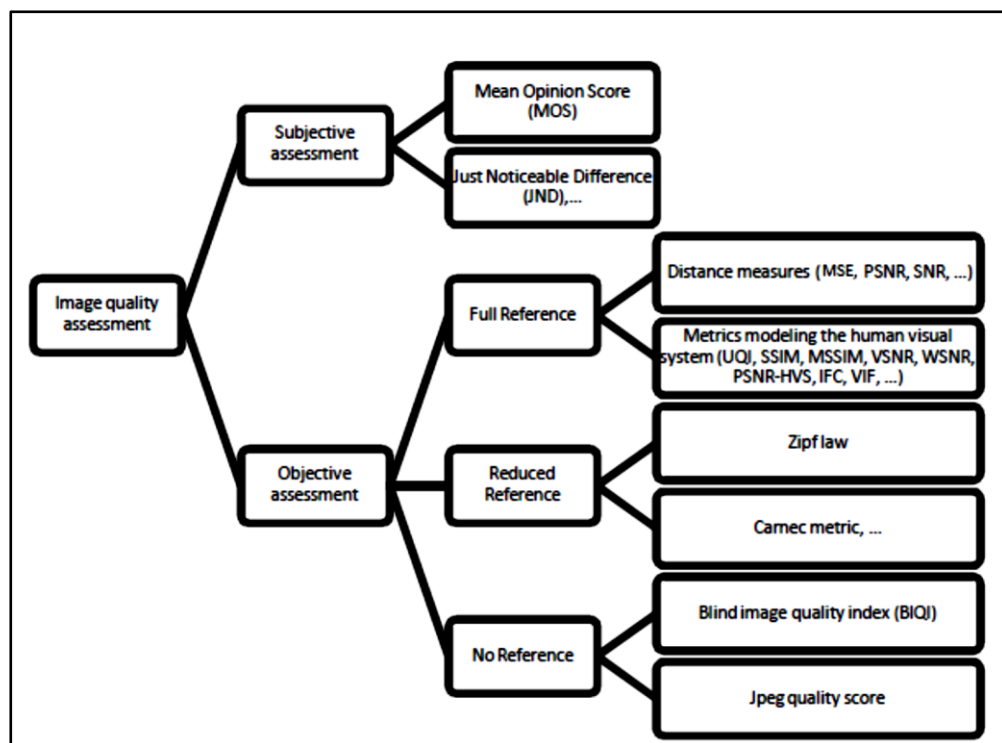 Image quality
assessment
Subjective
assessment
Mean Opinion Score
(MOS)
Just Noticeable Difference
(JND),...
Objective
assessment
Full Reference
Distance measures (MSE, PSNR, SNR, ...)
Metrics modeling the human visual
system (UQI, SSIM, MSSIM, VSNR, WSNR,
PSNR-HVS, IFC, VIF, ...)
Reduced
Reference
Zipf law
Carnec metric, ...
No Reference
Blind image quality index (BIQI)
Jpeg quality score